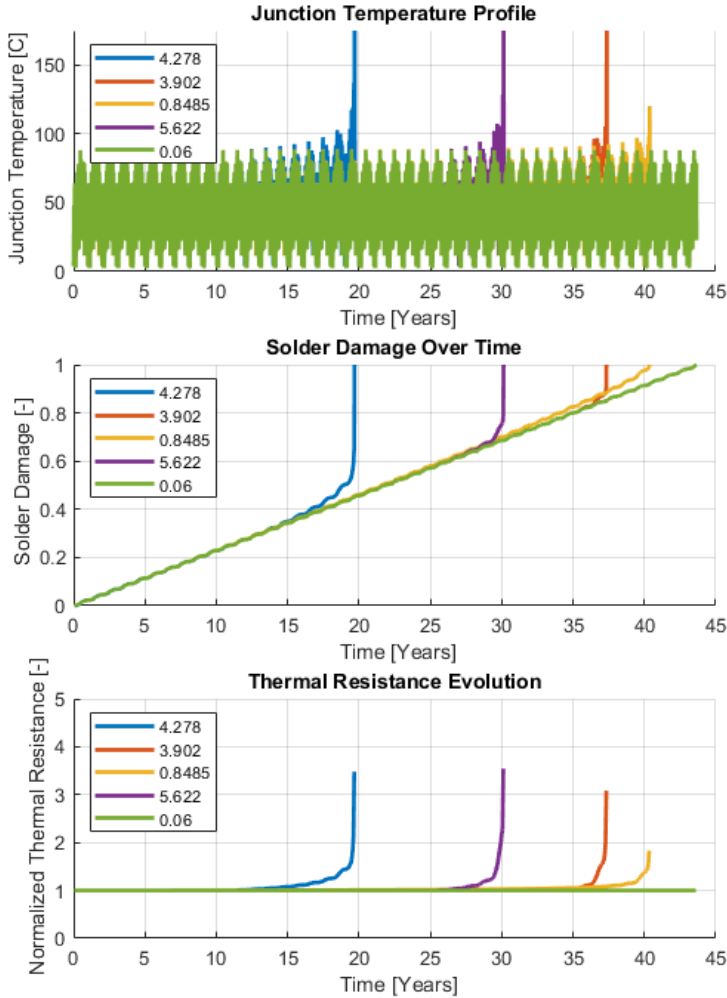 Junction Temperature Profile
Junction Temperature [C]
150
100
50
0
4.278
3.902
0.8485
5.622
0.06
0 5 10 15 20 25 30 35 40 45
Time [Years]
Solder Damage Over Time
Solder Damage [-]
1
0.8
0.6
0.4
0.2
0
4.278
3.902
0.8485
5.622
0.06
0 5 10 15 20 25 30 35 40 45
Time [Years]
Thermal Resistance Evolution
Normalized Thermal Resistance [-]
5
4
3
2
1
0
4.278
3.902
0.8485
5.622
0.06
0 5 10 15 20 25 30 35 40 45
Time [Years]